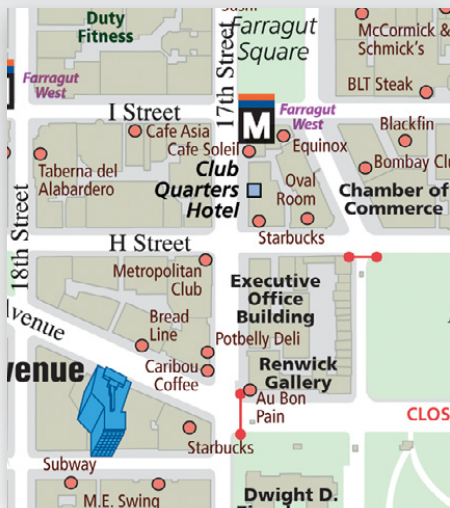 Duty
Fitness
Farragut
Square
McCormick &
Schmick's
BLT Steak
Farragut
West
17th Street
I Street
Cafe Asia
Cafe Soleil
M
Farragut
West
Equinox
Blackfin
Bombay Clu
Taberna del
Alabardero
Club
Quarters
Hotel
Oval
Room
Chamber of
Commerce
Starbucks
18th Street
H Street
Metropolitan
Club
Executive
Office
Building
Bread
Line
Potbelly Deli
Caribou
Coffee
Renwick
Gallery
Au Bon
Pain
venue
venue
CLOS
Starbucks
Subway
M.E. Swing
Dwight D.